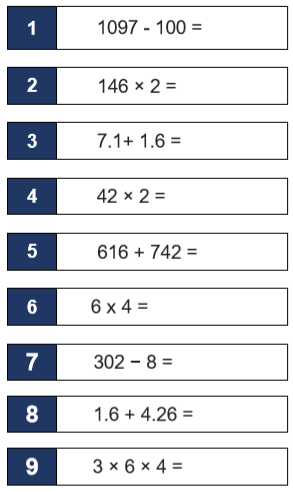 1 1097 - 100 =
2 146 × 2 =
3 7.1+ 1.6 =
4 42 × 2 =
5 616 + 742 =
6 6 x 4 =
7 302 − 8 =
8 1.6 + 4.26 =
9 3 × 6 × 4 =